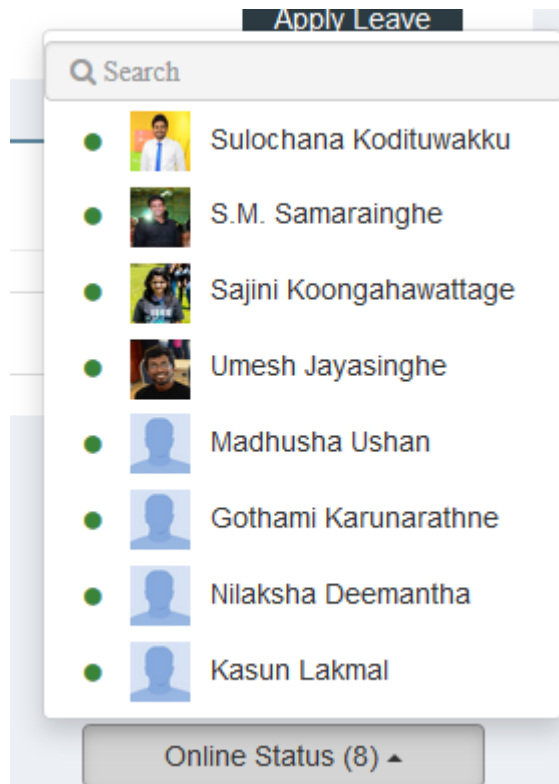 Apply Leave
Search
Sulochana Kodituwakku
S.M. Samarainghe
Sajini Koongahawattage
Umesh Jayasinghe
Madhusha Ushan
Gothami Karunarathne
Nilaksha Deemantha
Kasun Lakmal
Online Status (8)